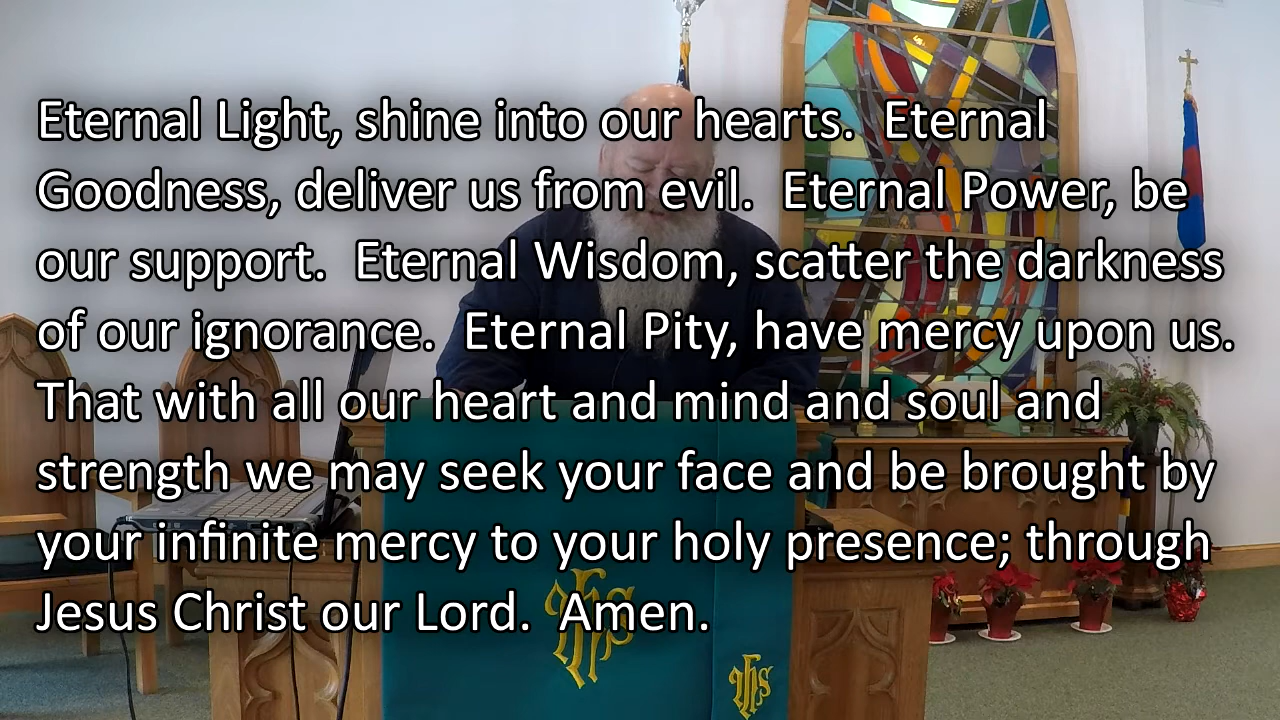 Eternal Light, shine into our hearts.  Eternal
Goodness, deliver us from evil.  Eternal Power, be
our support.  Eternal Wisdom, scatter the darkness
of our ignorance.  Eternal Pity, have mercy upon us.
That with all our heart and mind and soul and
strength we may seek your face and be brought by
your infinite mercy to your holy presence; through
Jesus Christ our Lord.  Amen.
IHS
IHS